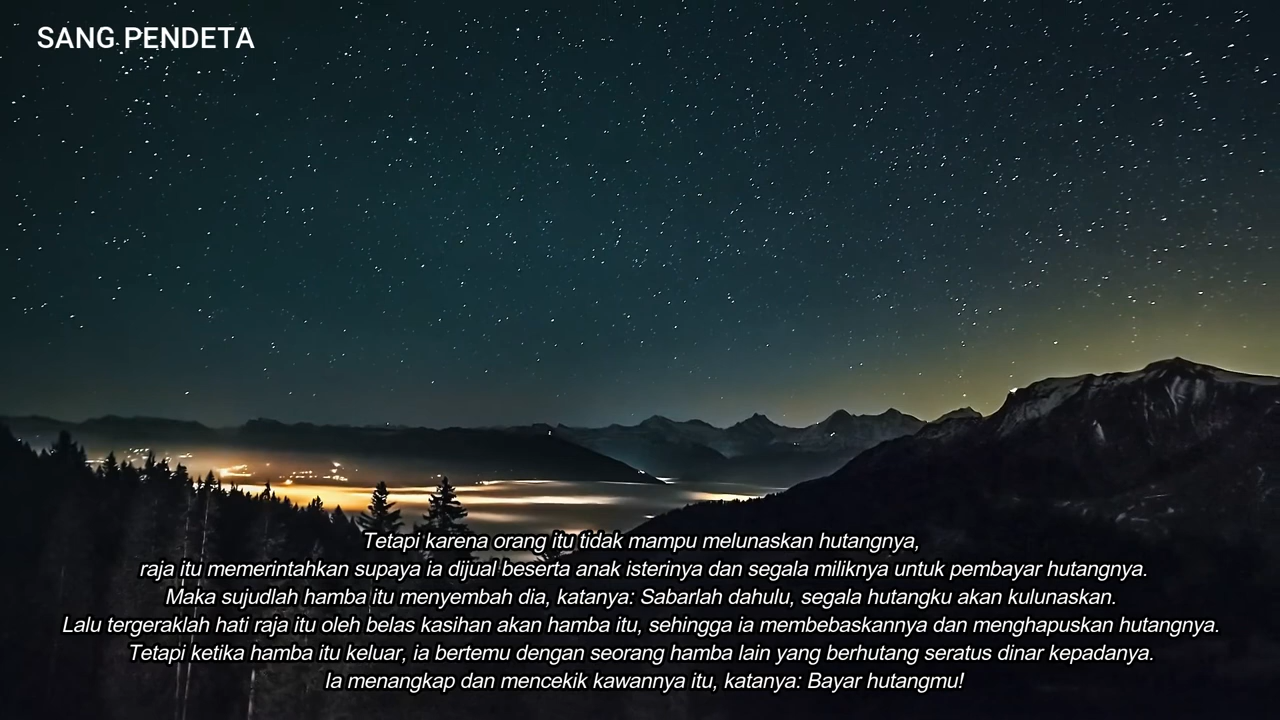 SANG PENDETA
Tetapi karena orang itu tidak mampu melunaskan hutangnya,
raja itu memerintahkan supaya ia dijual beserta anak isterinya dan segala miliknya untuk pembayar hutangnya.
Maka sujudlah hamba itu menyembah dia, katanya: Sabarlah dahulu, segala hutangku akan kulunaskan.
Lalu tergeraklah hati raja itu oleh belas kasihan akan hamba itu, sehingga ia membebaskannya dan menghapuskan hutangnya.
Tetapi ketika hamba itu keluar, ia bertemu dengan seorang hamba lain yang berhutang seratus dinar kepadanya.
Ia menangkap dan mencekik kawannya itu, katanya: Bayar hutangmu!